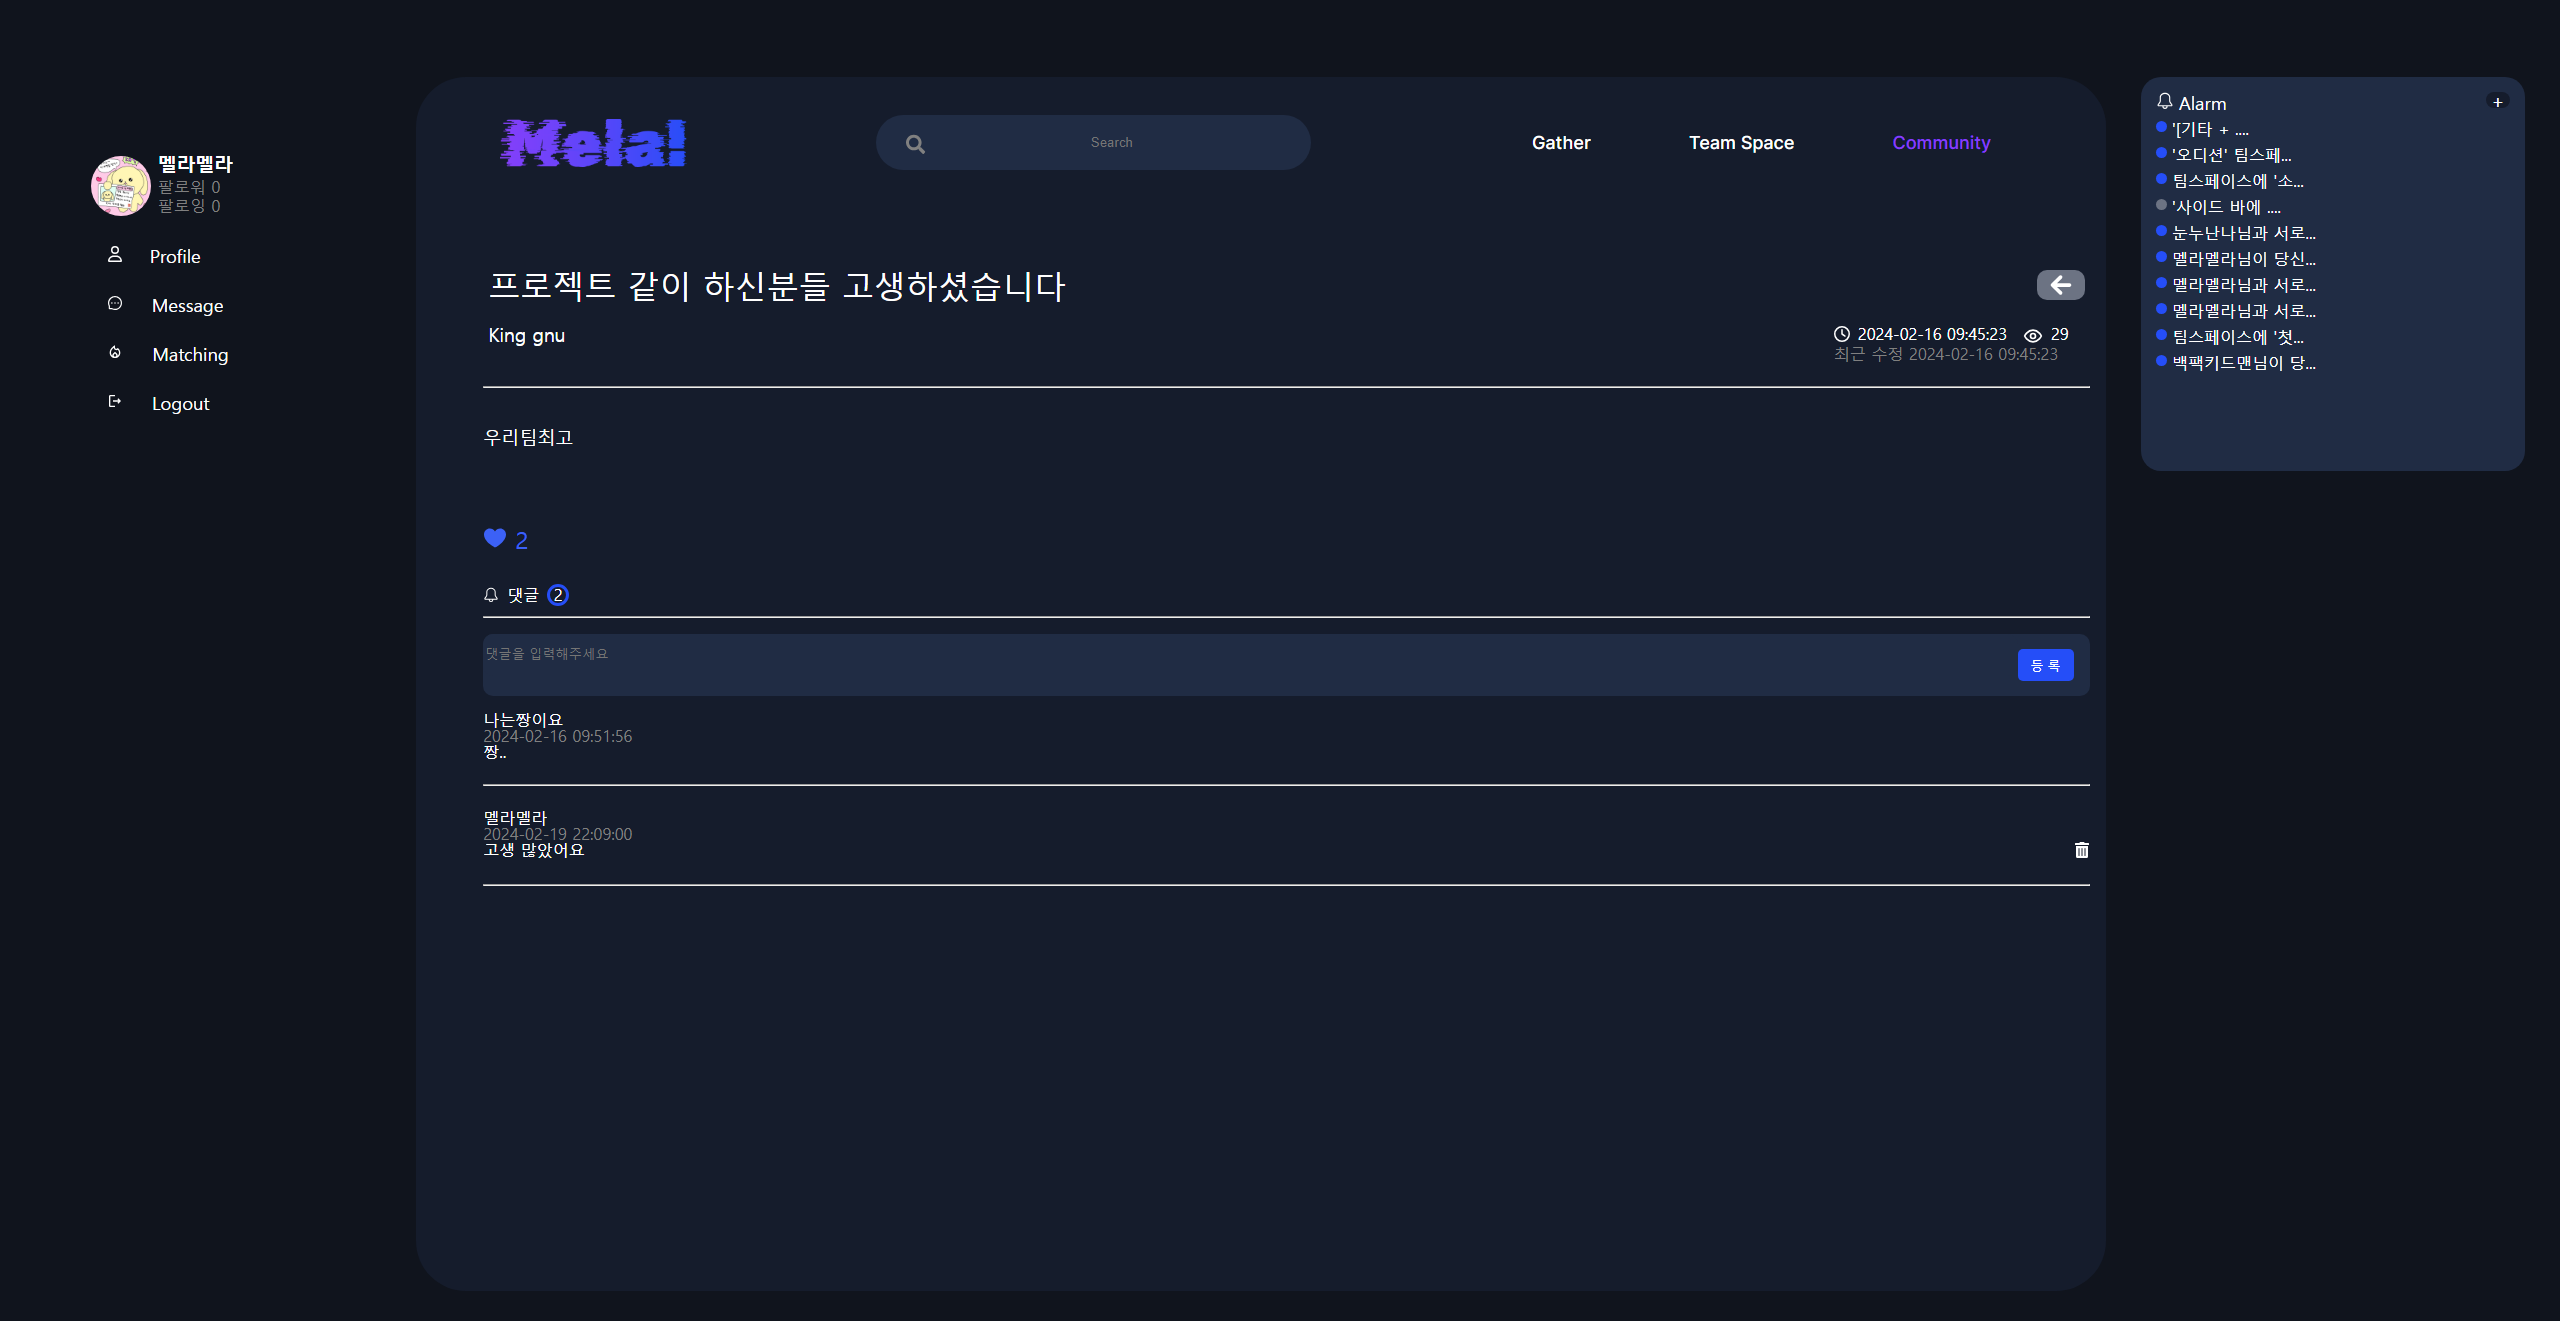 멜라멜라
팔로워 0
팔로잉 0
Profile
Message
Matching
Logout
Mela!
Search
Gather
Team Space
Community
프로젝트 같이 하신분들 고생하셨습니다
King gnu
2024-02-16 09:45:23 29
최근 수정 2024-02-16 09:45:23
우리팀최고
2
댓글 2
댓글을 입력해주세요
등 록
나는짱이요
2024-02-16 09:51:56
짱..
멜라멜라
2024-02-19 22:09:00
고생 많았어요
Alarm +
'[기타 + ....
'오디션' 팀스페...
팀스페이스에 '소...
'사이드 바에 ....
눈누난나님과 서로...
멜라멜라님이 당신...
멜라멜라님과 서로...
멜라멜라님과 서로...
팀스페이스에 '첫...
백팩키드맨님이 당...